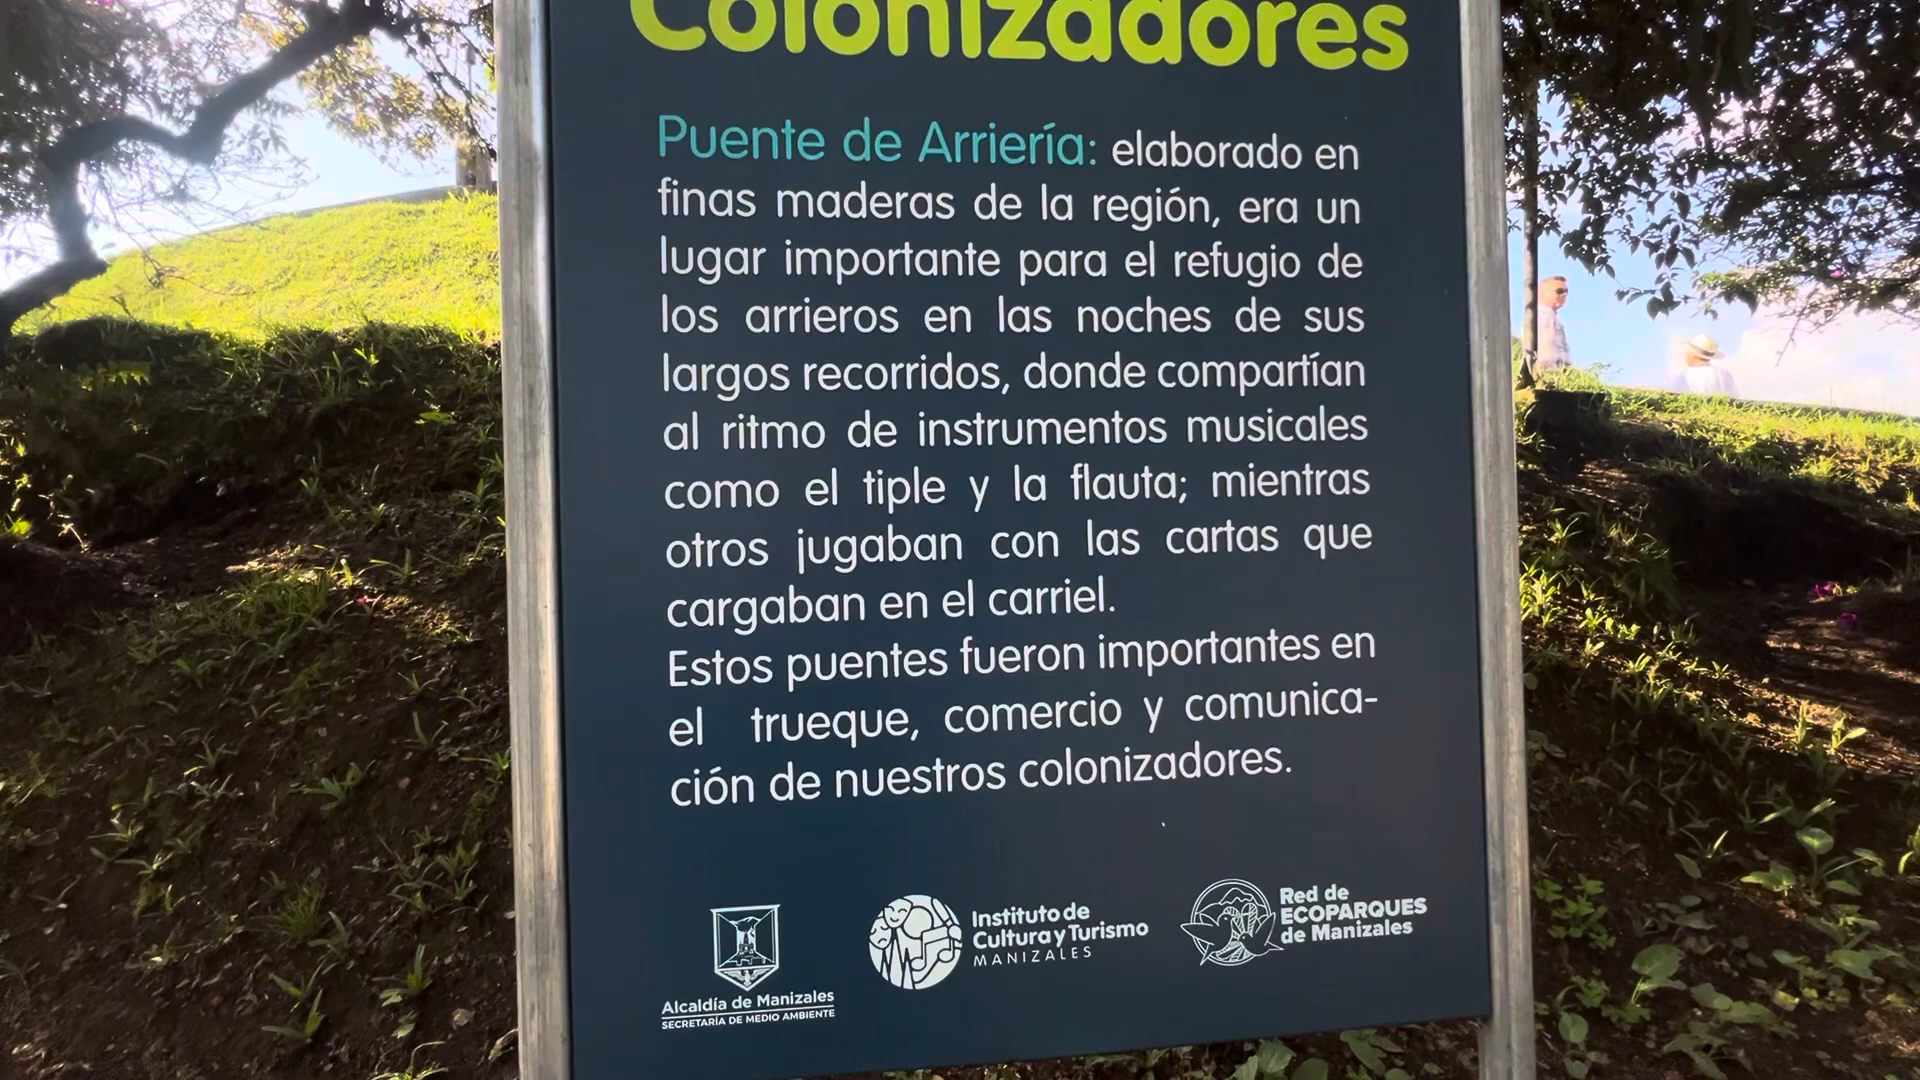 Colonizadores
Puente de Arriería: elaborado en
finas maderas de la región, era un
lugar importante para el refugio de
los arrieros en las noches de sus
largos recorridos, donde compartían
al ritmo de instrumentos musicales
como el tiple y la flauta; mientras
otros jugaban con las cartas que
cargaban en el carriel.
Estos puentes fueron importantes en
el trueque, comercio y comunica-
ción de nuestros colonizadores.
Alcaldía de Manizales
SECRETARÍA DE MEDIO AMBIENTE
Instituto de
Cultura y Turismo
MANIZALES
Red de
ECOPARQUES
de Manizales